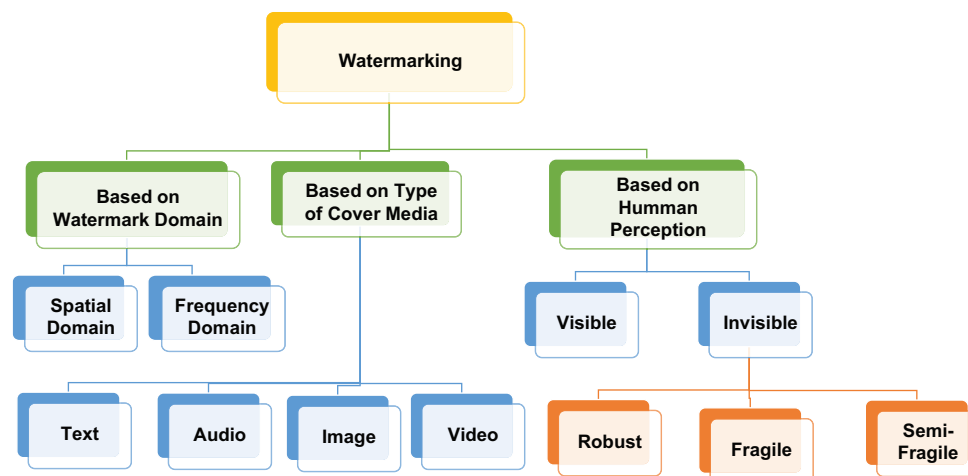 Watermarking
Based on
Watermark Domain
Based on Type
of Cover Media
Based on
Humman
Perception
Spatial
Domain
Frequency
Domain
Visible
Invisible
Text
Audio
Image
Video
Robust
Fragile
Semi-
Fragile